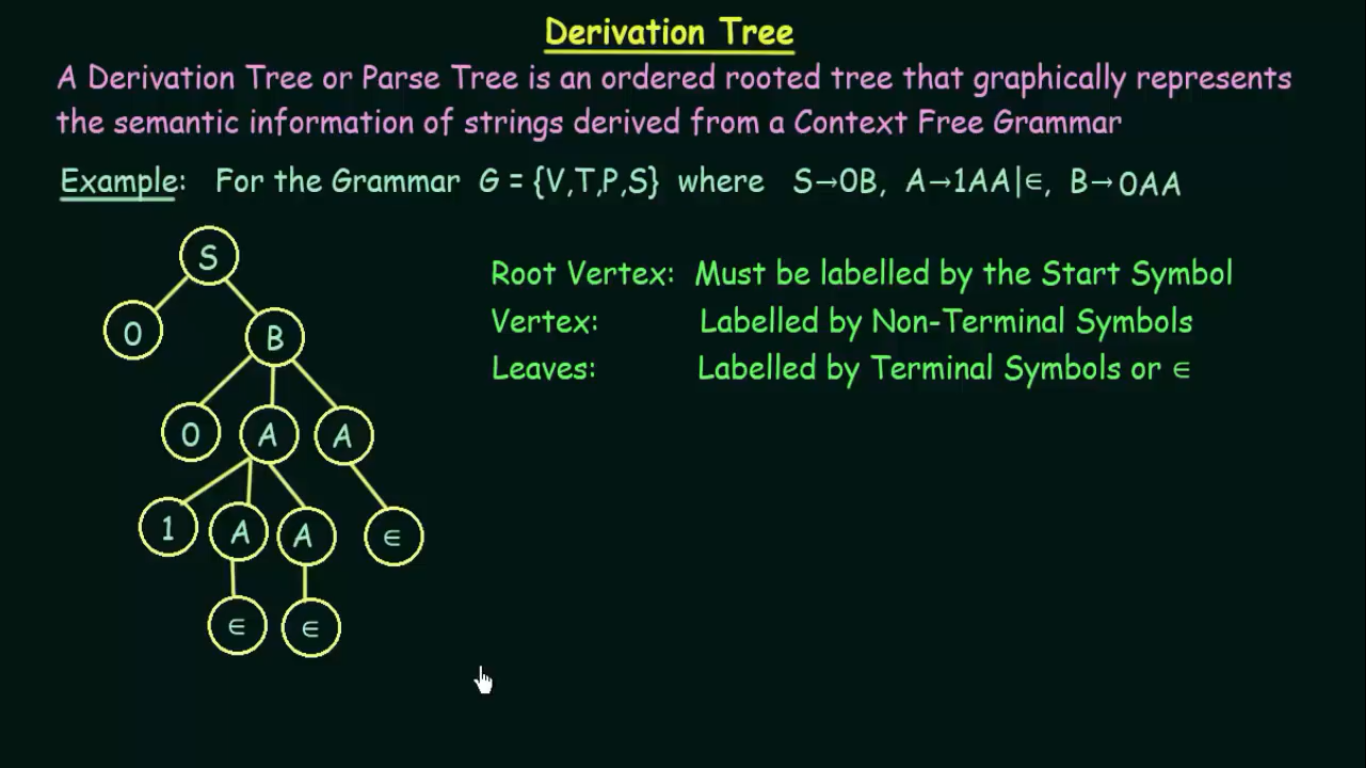 Derivation Tree
A Derivation Tree or Parse Tree is an ordered rooted tree that graphically represents
the semantic information of strings derived from a Context Free Grammar
Example: For the Grammar G = {V,T,P,S} where S→0B, A→1AA|∈, B→0AA
S
Root Vertex: Must be labelled by the Start Symbol
Vertex: Labelled by Non-Terminal Symbols
0 B
Leaves: Labelled by Terminal Symbols or ∈
0 A A
1 A A ∈
∈ ∈